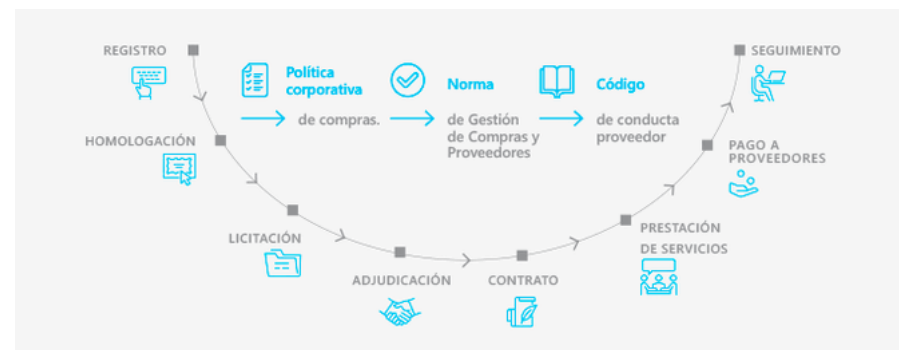 REGISTRO
SEGUIMIENTO
Política
corporativa
de compras.
Norma
de Gestión
de Compras y
Proveedores
Código
de conducta
proveedor
HOMOLOGACIÓN
LICITACIÓN
ADJUDICACIÓN
CONTRATO
PRESTACIÓN
DE SERVICIOS
PAGO A
PROVEEDORES